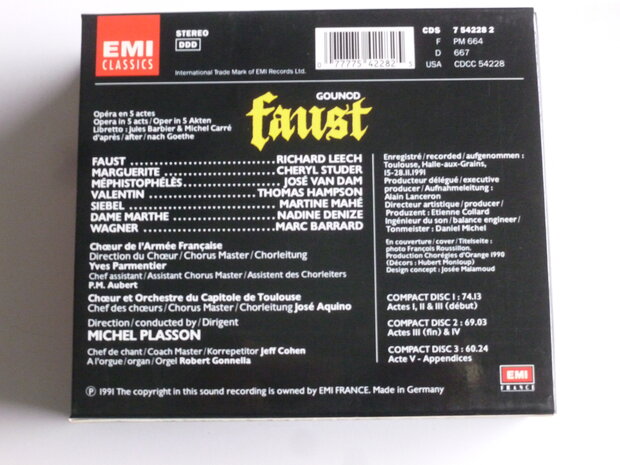 EMI
CLASSICS
STEREO
DDD
International Trade Mark of EMI Records Ltd.
0 77775 42282 5
CDS 7 54228 2
F PM 664
D 667
USA CDCC 54228
GOUNOD
faust
Opéra en 5 actes
Opera in 5 acts / Oper in 5 Akten
Libretto : Jules Barbier & Michel Carré
d'après / after / nach Goethe
FAUST ........................ RICHARD LEECH
MARGUERITE ................ CHERYL STUDER
MÉPHISTOPHÉLÈS ............ JOSÉ VAN DAM
VALENTIN .............. THOMAS HAMPSON
SIEBEL .................... MARTINE MAHÉ
DAME MARTHE ............. NADINE DENIZE
WAGNER .................... MARC BARRARD
Chœur de l'Armée Française
Direction du Chœur / Chorus Master / Chorleitung
Yves Parmentier
Chef assistant / Assistant Chorus Master / Assistent des Chorleiters
P.M. Aubert
Chœur et Orchestre du Capitole de Toulouse
Chef des chœurs / Chorus Master / Chorleitung José Aquino
Direction / conducted by / Dirigent
MICHEL PLASSON
Chef de chant / Coach Master / Korrepetitor Jeff Cohen
A l'orgue / organ / Orgel Robert Gonnella
Ⓟ 1991 The copyright in this sound recording is owned by EMI FRANCE. Made in Germany
Enregistré / recorded / aufgenommen :
Toulouse, Halle-aux-Grains,
15-28.II.1991
Producteur délégué / executive
producer / Aufnahmeleitung :
Alain Lanceron
Directeur artistique / producer /
Produzent : Etienne Collard
Ingénieur du son / balance engineer /
Tonmeister : Daniel Michel
En couverture / cover / Titelseite :
photo François Roussillon.
Production Chorégies d'Orange 1990
(Décors : Hubert Monloup)
Design concept : Josée Malamoud
COMPACT DISC 1 : 74.13
Actes I, II & III (début)
COMPACT DISC 2 : 69.03
Actes III (fin) & IV
COMPACT DISC 3 : 60.24
Acte V - Appendices
EMI
FRANCE